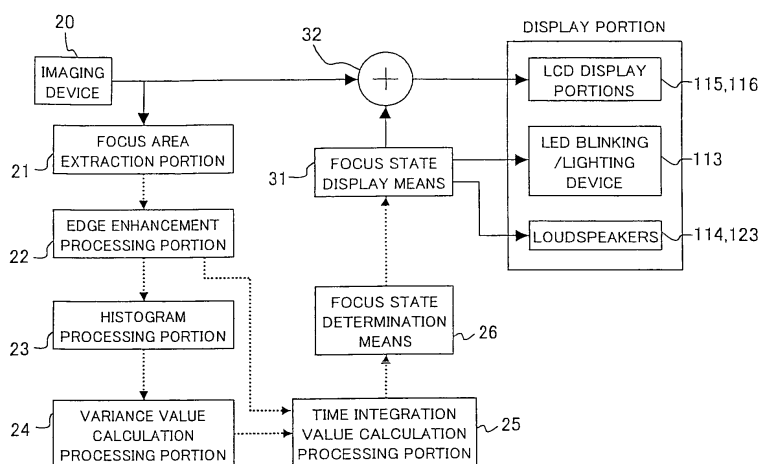 20
IMAGING
DEVICE
32
+
DISPLAY PORTION
LCD DISPLAY
PORTIONS
115,116
FOCUS AREA
EXTRACTION PORTION
21
FOCUS STATE
DISPLAY MEANS
31
LED BLINKING
/LIGHTING
DEVICE
113
EDGE ENHANCEMENT
PROCESSING PORTION
22
LOUDSPEAKERS
114,123
HISTOGRAM
PROCESSING PORTION
23
FOCUS STATE
DETERMINATION
MEANS
26
VARIANCE VALUE
CALCULATION
PROCESSING PORTION
24
TIME INTEGRATION
VALUE CALCULATION
PROCESSING PORTION
25